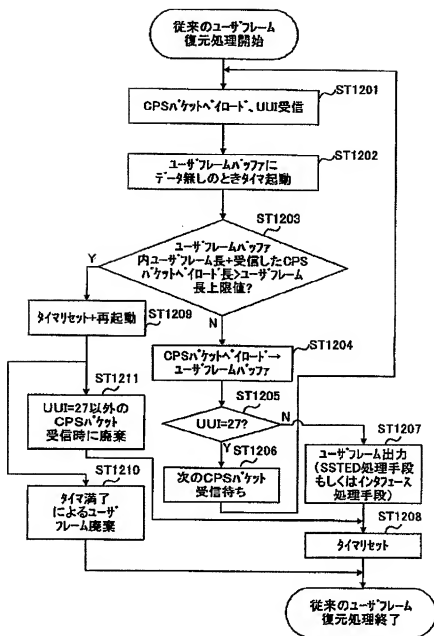 従来のユーザフレーム
復元処理開始
ST1201
CPSパケットペイロード、UUI受信
ST1202
ユーザフレームバッファに
データ無しのときタイマ起動
ST1203
ユーザフレームバッファ
内ユーザフレーム長+受信したCPS
パケットペイロード長>ユーザフレーム
長上限値?
Y
N
タイマリセット+再起動
ST1209
CPSパケットペイロード→
ユーザフレームバッファ
ST1204
ST1211
UUI=27以外の
CPSパケット
受信時に廃棄
ST1205
UUI=27?
N
Y
ST1206
次のCPSパケット
受信待ち
ST1207
ユーザフレーム出力
(SSTED処理手段
もしくはインタフェース
処理手段)
ST1210
タイマ満了
によるユーザ
フレーム廃棄
ST1208
タイマリセット
従来のユーザフレーム
復元処理終了